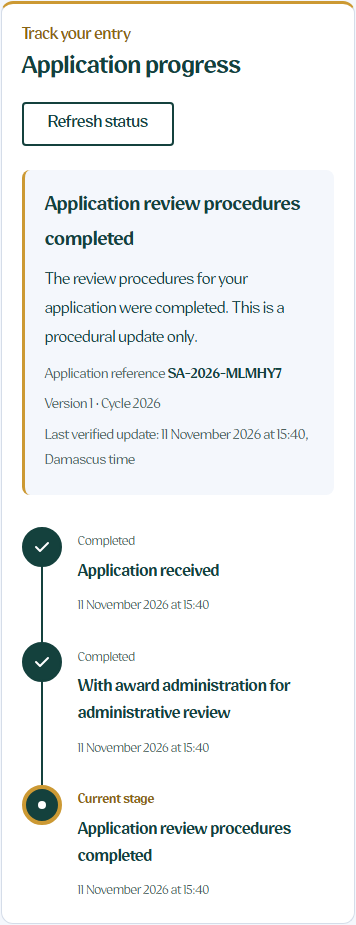 Track your entry
Application progress
Refresh status
Application review procedures
completed
The review procedures for your
application were completed. This is a
procedural update only.
Application reference SA-2026-MLMHY7
Version 1 · Cycle 2026
Last verified update: 11 November 2026 at 15:40,
Damascus time
Completed
Application received
11 November 2026 at 15:40
Completed
With award administration for
administrative review
11 November 2026 at 15:40
Current stage
Application review procedures
completed
11 November 2026 at 15:40